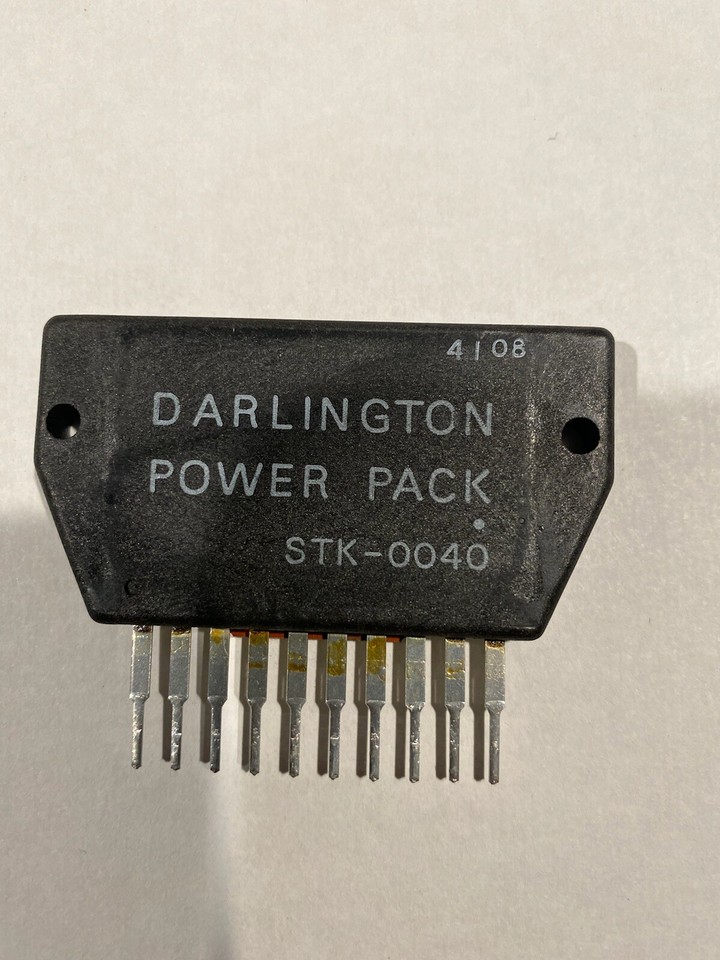 4108
DARLINGTON
POWER PACK
STK-0040